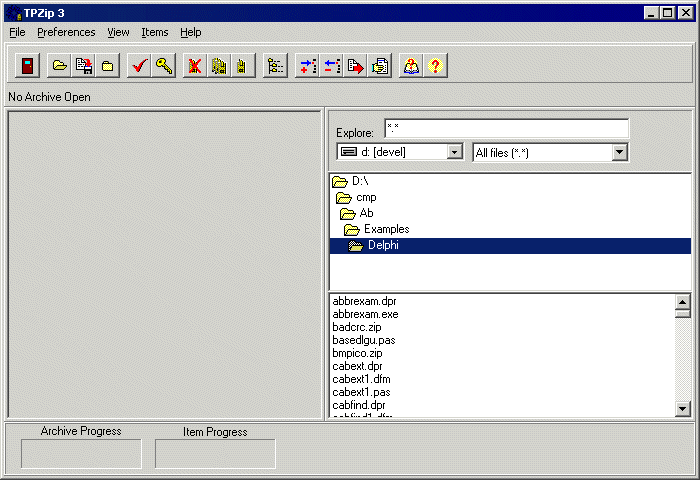 TPZip 3
File Preferences View Items Help
No Archive Open
Explore: *.*
d: [devel] All files (*.*)
D:\
cmp
Ab
Examples
Delphi
abbrexam.dpr
abbrexam.exe
badcrc.zip
basedlgu.pas
bmpico.zip
cabext.dpr
cabext1.dfm
cabext1.pas
cabfind.dpr
cabfind1.dfm
Archive Progress Item Progress